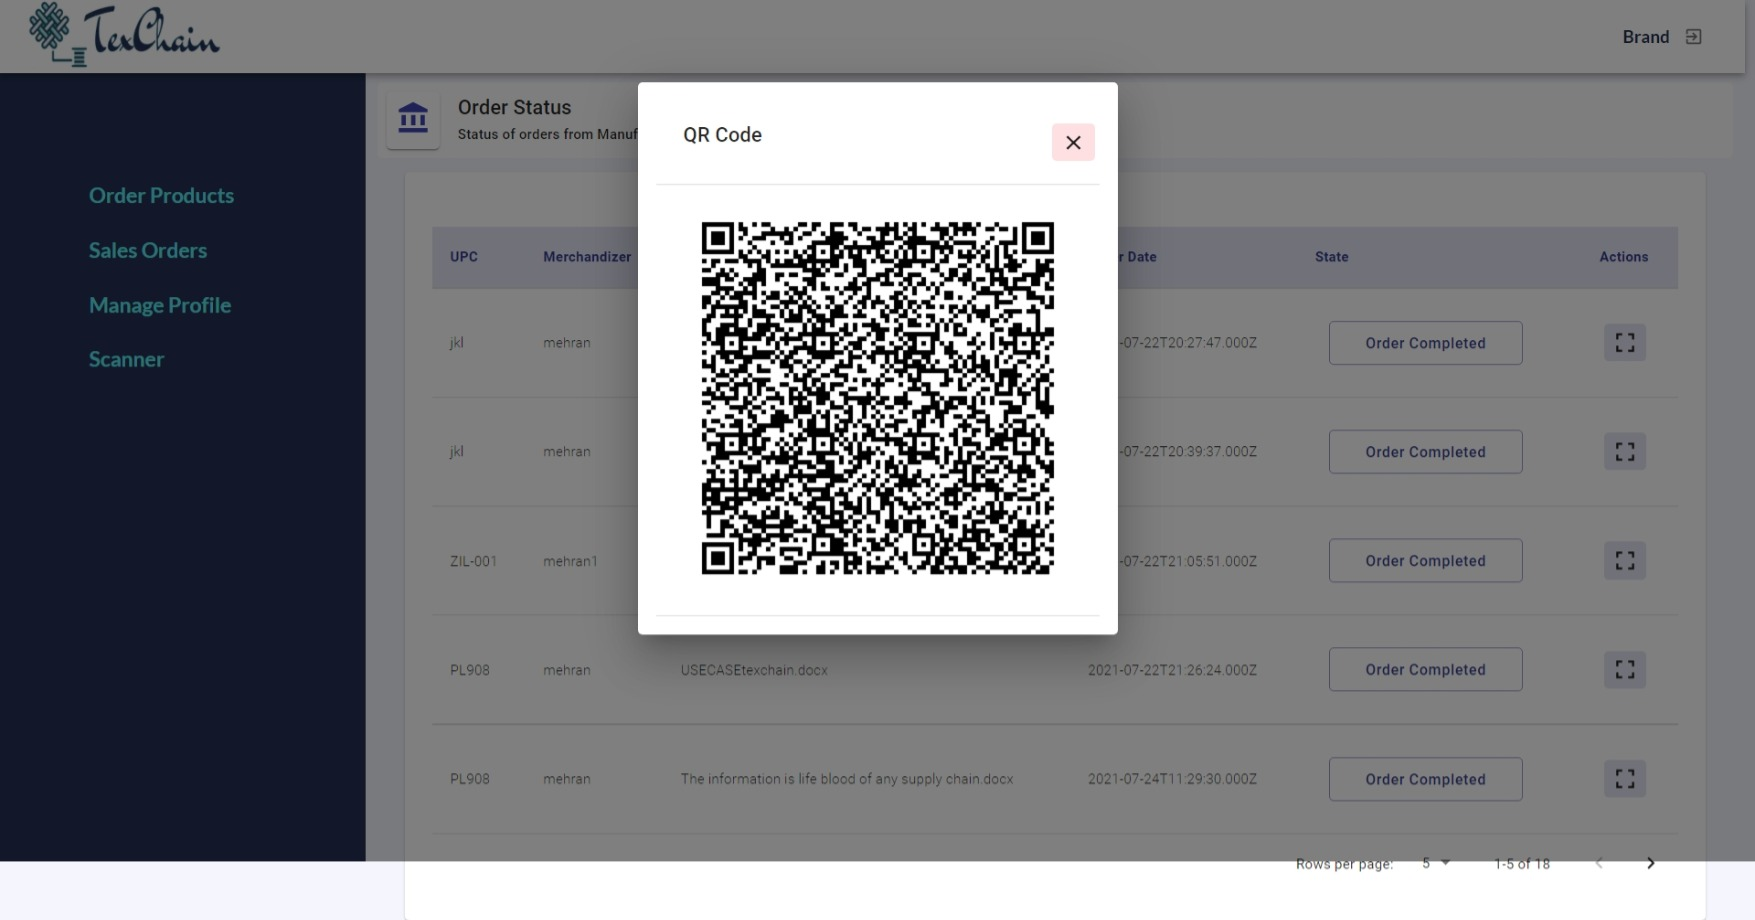 TexChain
Brand
Order Products
Sales Orders
Manage Profile
Scanner
Order Status
Status of orders from Manuf
QR Code
UPC Merchandizer r Date State Actions
jkl mehran -07-22T20:27:47.000Z Order Completed
jkl mehran -07-22T20:39:37.000Z Order Completed
ZIL-001 mehran1 -07-22T21:05:51.000Z Order Completed
PL908 mehran USECASEtexchain.docx 2021-07-22T21:26:24.000Z Order Completed
PL908 mehran The information is life blood of any supply chain.docx 2021-07-24T11:29:30.000Z Order Completed
Rows per page: 5 1-5 of 18